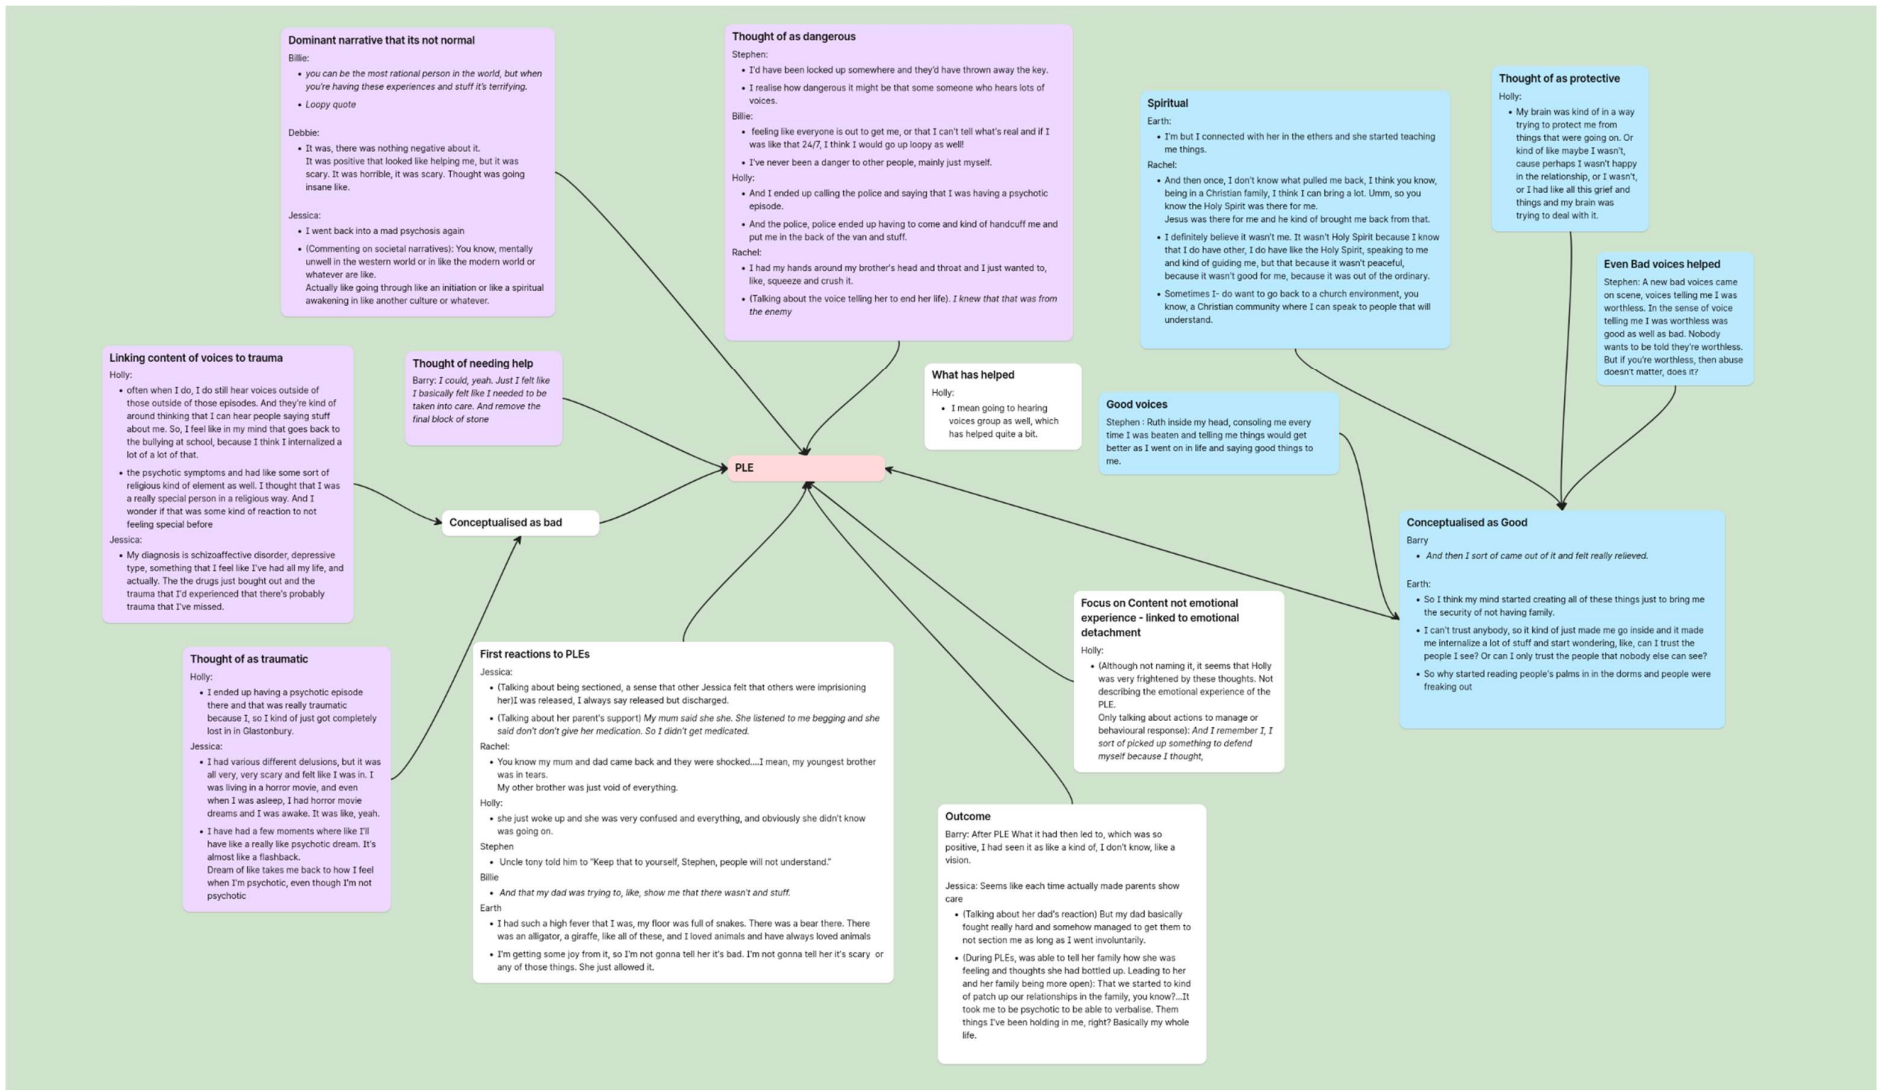 Dominant narrative that its not normal
Billie:
• you can be the most rational person in the world, but when
you're having these experiences and stuff it's terrifying.
• Loopy quote
Debbie:
• It was, there was nothing negative about it.
It was positive that looked like helping me, but it was
scary. It was horrible, it was scary. Thought was going
insane like.
Jessica:
• I went back into a mad psychosis again
• (Commenting on societal narratives): You know, mentally
unwell in the western world or in like the modern world or
whatever are like.
Actually like going through like an initiation or like a spiritual
awakening in like another culture or whatever.
Thought of as dangerous
Stephen:
• I'd have been locked up somewhere and they'd have thrown away the key.
• I realise how dangerous it might be that some someone who hears lots of
voices.
Billie:
• feeling like everyone is out to get me, or that I can't tell what's real and if I
was like that 24/7, I think I would go up loopy as well!
• I've never been a danger to other people, mainly just myself.
Holly:
• And I ended up calling the police and saying that I was having a psychotic
episode.
• And the police, police ended up having to come and kind of handcuff me and
put me in the back of the van and stuff.
Rachel:
• I had my hands around my brother's head and throat and I just wanted to,
like, squeeze and crush it.
• (Talking about the voice telling her to end her life). I knew that that was from
the enemy
Spiritual
Earth:
• I'm but I connected with her in the ethers and she started teaching
me things.
Rachel:
• And then once, I don't know what pulled me back, I think you know,
being in a Christian family, I think I can bring a lot. Umm, so you
know the Holy Spirit was there for me.
Jesus was there for me and he kind of brought me back from that.
• I definitely believe it wasn't me. It wasn't Holy Spirit because I know
that I do have other, I do have like the Holy Spirit, speaking to me
and kind of guiding me, but that because it wasn't peaceful,
because it wasn't good for me, because it was out of the ordinary.
• Sometimes I- do want to go back to a church environment, you
know, a Christian community where I can speak to people that will
understand.
Thought of as protective
Holly:
• My brain was kind of in a way
trying to protect me from
things that were going on. Or
kind of like maybe I wasn't,
cause perhaps I wasn't happy
in the relationship, or I wasn't,
or I had like all this grief and
things and my brain was
trying to deal with it.
Even Bad voices helped
Stephen: A new bad voices came
on scene, voices telling me I was
worthless. In the sense of voice
telling me I was worthless was
good as well as bad. Nobody
wants to be told they're worthless.
But if you're worthless, then abuse
doesn't matter, does it?
Linking content of voices to trauma
Holly:
• often when I do, I do still hear voices outside of
those outside of those episodes. And they're kind of
around thinking that I can hear people saying stuff
about me. So, I feel like in my mind that goes back to
the bullying at school, because I think I internalized a
lot of a lot of that.
• the psychotic symptoms and had like some sort of
religious kind of element as well. I thought that I was
a really special person in a religious way. And I
wonder if that was some kind of reaction to not
feeling special before
Jessica:
• My diagnosis is schizoaffective disorder, depressive
type, something that I feel like I've had all my life, and
actually. The the drugs just bought out and the
trauma that I'd experienced that there's probably
trauma that I've missed.
Thought of needing help
Barry: I could, yeah. Just I felt like
I basically felt like I needed to be
taken into care. And remove the
final block of stone
What has helped
Holly:
• I mean going to hearing
voices group as well, which
has helped quite a bit.
Good voices
Stephen : Ruth inside my head, consoling me every
time I was beaten and telling me things would get
better as I went on in life and saying good things to
me.
PLE
Conceptualised as bad
Conceptualised as Good
Barry
• And then I sort of came out of it and felt really relieved.
Earth:
• So I think my mind started creating all of these things just to bring me
the security of not having family.
• I can't trust anybody, so it kind of just made me go inside and it made
me internalize a lot of stuff and start wondering, like, can I trust the
people I see? Or can I only trust the people that nobody else can see?
• So why started reading people's palms in in the dorms and people were
freaking out
Thought of as traumatic
Holly:
• I ended up having a psychotic episode
there and that was really traumatic
because I, so I kind of just got completely
lost in in Glastonbury.
Jessica:
• I had various different delusions, but it was
all very, very scary and felt like I was in. I
was living in a horror movie, and even
when I was asleep, I had horror movie
dreams and I was awake. It was like, yeah.
• I have had a few moments where like I'll
have like a really like psychotic dream. It's
almost like a flashback.
Dream of like takes me back to how I feel
when I'm psychotic, even though I'm not
psychotic
First reactions to PLEs
Jessica:
• (Talking about being sectioned, a sense that other Jessica felt that others were imprisioning
her)I was released, I always say released but discharged.
• (Talking about her parent's support) My mum said she she. She listened to me begging and she
said don't don't give her medication. So I didn't get medicated.
Rachel:
• You know my mum and dad came back and they were shocked....I mean, my youngest brother
was in tears.
My other brother was just void of everything.
Holly:
• she just woke up and she was very confused and everything, and obviously she didn't know
was going on.
Stephen
• Uncle tony told him to "Keep that to yourself, Stephen, people will not understand."
Billie
• And that my dad was trying to, like, show me that there wasn't and stuff.
Earth
• I had such a high fever that I was, my floor was full of snakes. There was a bear there. There
was an alligator, a giraffe, like all of these, and I loved animals and have always loved animals
• I'm getting some joy from it, so I'm not gonna tell her it's bad. I'm not gonna tell her it's scary or
any of those things. She just allowed it.
Focus on Content not emotional
experience - linked to emotional
detachment
Holly:
• (Although not naming it, it seems that Holly
was very frightened by these thoughts. Not
describing the emotional experience of the
PLE.
Only talking about actions to manage or
behavioural response): And I remember I, I
sort of picked up something to defend
myself because I thought,
Outcome
Barry: After PLE What it had then led to, which was so
positive, I had seen it as like a kind of, I don't know, like a
vision.
Jessica: Seems like each time actually made parents show
care
• (Talking about her dad's reaction) But my dad basically
fought really hard and somehow managed to get them to
not section me as long as I went involuntarily.
• (During PLEs, was able to tell her family how she was
feeling and thoughts she had bottled up. Leading to her
and her family being more open): That we started to kind
of patch up our relationships in the family, you know?...It
took me to be psychotic to be able to verbalise. Them
things I've been holding in me, right? Basically my whole
life.